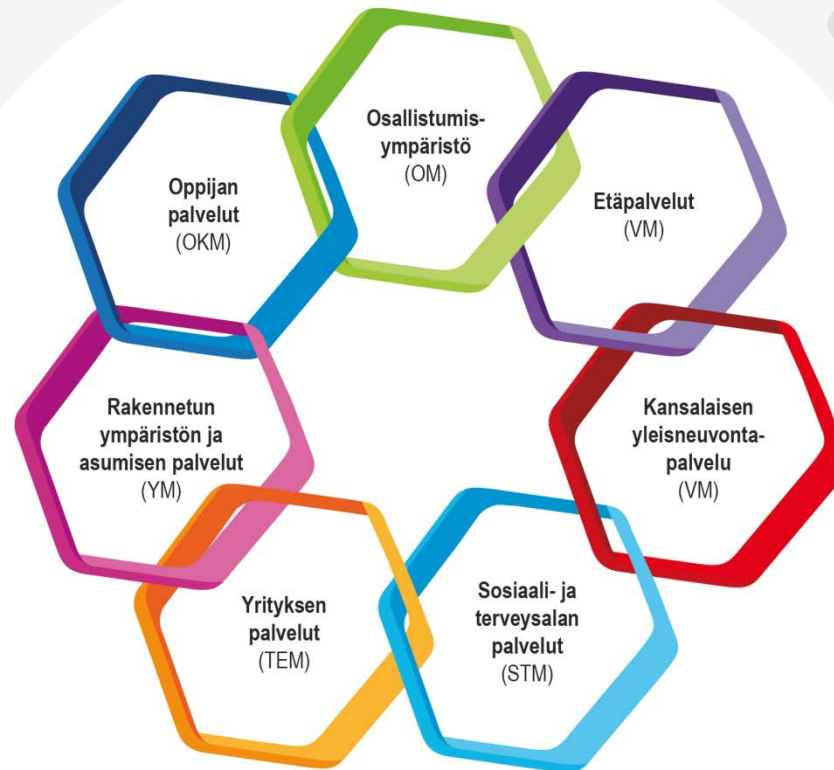 Osallistumis-
ympäristö
(OM)
Etäpalvelut
(VM)
Kansalaisen
yleisneuvonta-
palvelu
(VM)
Sosiaali- ja
terveysalan
palvelut
(STM)
Yrityksen
palvelut
(TEM)
Rakennetun
ympäristön ja
asumisen palvelut
(YM)
Oppijan
palvelut
(OKM)